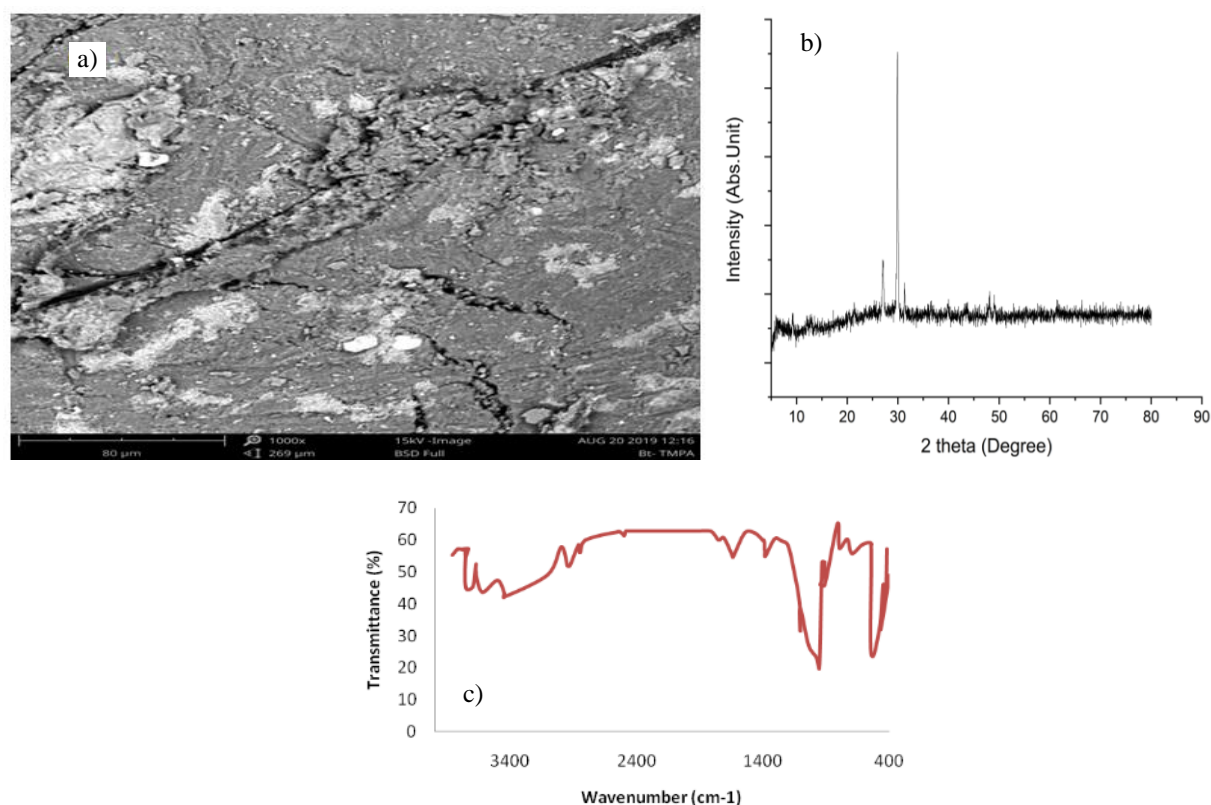 a)
80 µm
1000x
269 µm
15kV -Image
BSD Full
AUG 20 2019 12:16
Bt- TMPA
b)
Intensity (Abs.Unit)
10 20 30 40 50 60 70 80 90
2 theta (Degree)
70
60
50
40
30
20
10
0
Transmittance (%)
c)
3400 2400 1400 400
Wavenumber (cm-1)